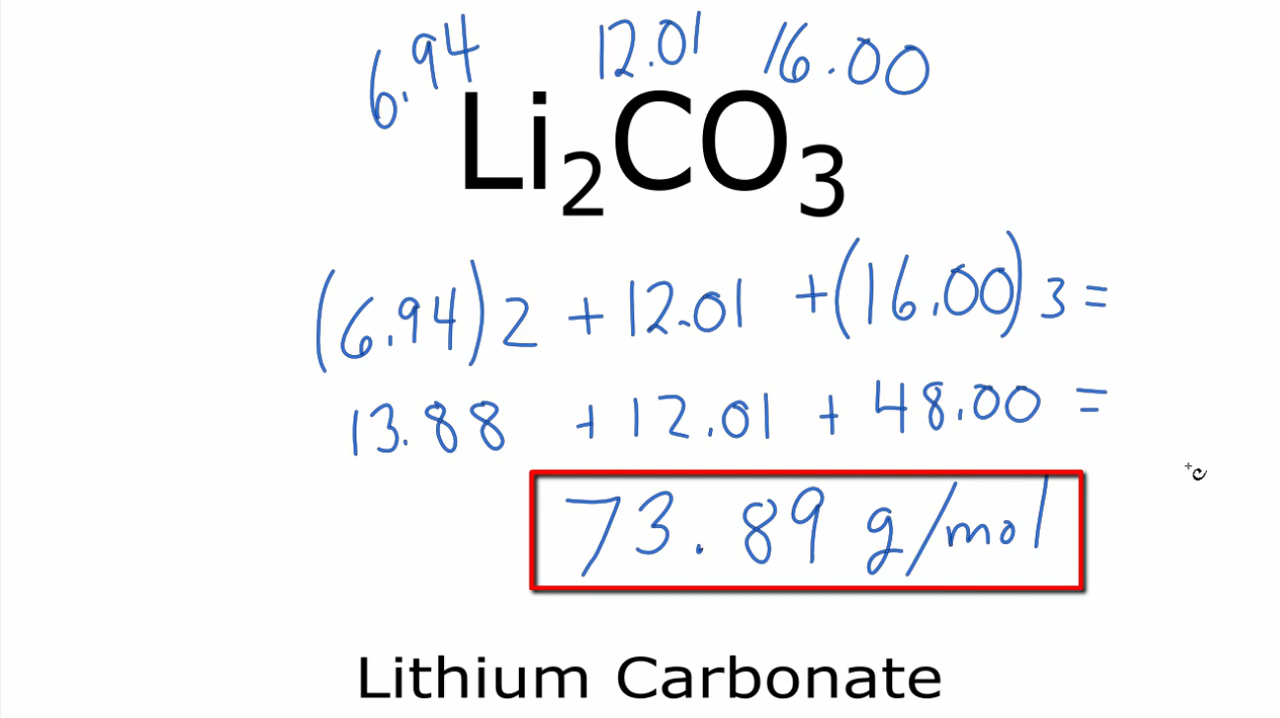 6.94 12.01 16.00
Li₂CO₃
(6.94)2 + 12.01 + (16.00)3 =
13.88 + 12.01 + 48.00 =
73.89 g/mol
Lithium Carbonate